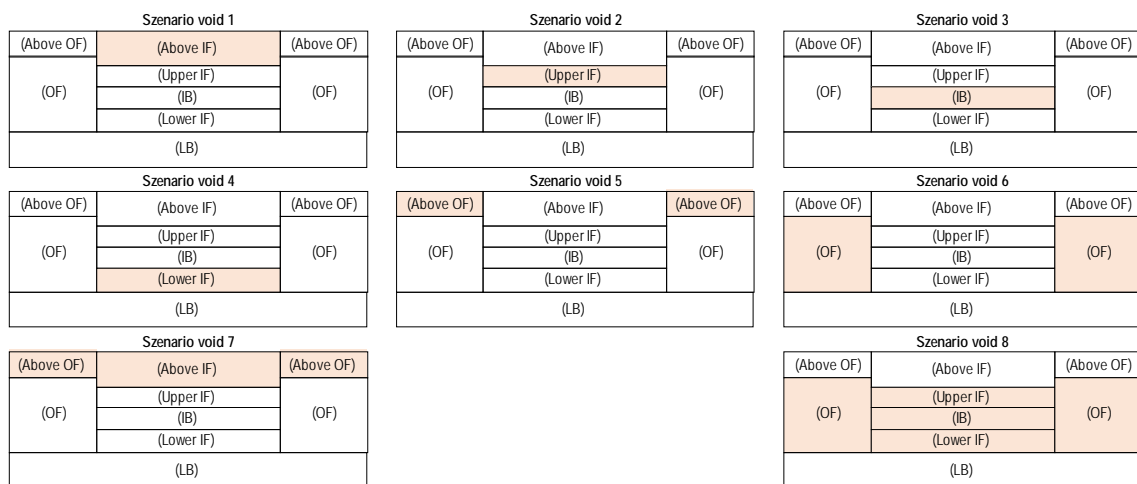 Szenario void 1 Szenario void 2 Szenario void 3
(Above OF) (Above IF) (Above OF) (Above OF) (Above IF) (Above OF) (Above OF) (Above IF) (Above OF)
(Upper IF) (Upper IF) (Upper IF)
(OF) (IB) (OF) (OF) (IB) (OF) (OF) (IB) (OF)
(Lower IF) (Lower IF) (Lower IF)
(LB) (LB) (LB)
Szenario void 4 Szenario void 5 Szenario void 6
(Above OF) (Above IF) (Above OF) (Above OF) (Above IF) (Above OF) (Above OF) (Above IF) (Above OF)
(Upper IF) (Upper IF) (Upper IF)
(OF) (IB) (OF) (OF) (IB) (OF) (OF) (IB) (OF)
(Lower IF) (Lower IF) (Lower IF)
(LB) (LB) (LB)
Szenario void 7 Szenario void 8
(Above OF) (Above IF) (Above OF) (Above OF) (Above IF) (Above OF)
(Upper IF) (Upper IF)
(OF) (IB) (OF) (OF) (IB) (OF)
(Lower IF) (Lower IF)
(LB) (LB)